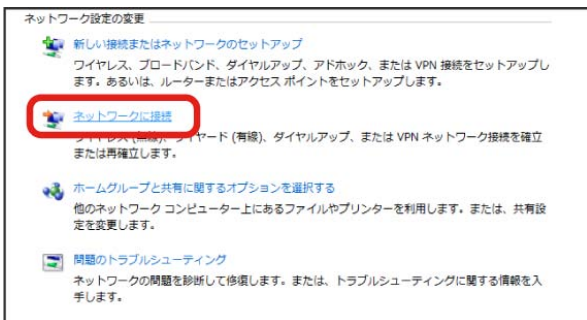 ネットワーク設定の変更
新しい接続またはネットワークのセットアップ
ワイヤレス、ブロードバンド、ダイヤルアップ、アドホック、または VPN 接続をセットアップし
ます。あるいは、ルーターまたはアクセス ポイントをセットアップします。
ネットワークに接続
ワイヤレス (無線)、ワイヤード (有線)、ダイヤルアップ、または VPN ネットワーク接続を確立
または再確立します。
ホームグループと共有に関するオプションを選択する
他のネットワーク コンピューター上にあるファイルやプリンターを利用します。または、共有設
定を変更します。
問題のトラブルシューティング
ネットワークの問題を診断して修復します。または、トラブルシューティングに関する情報を入
手します。